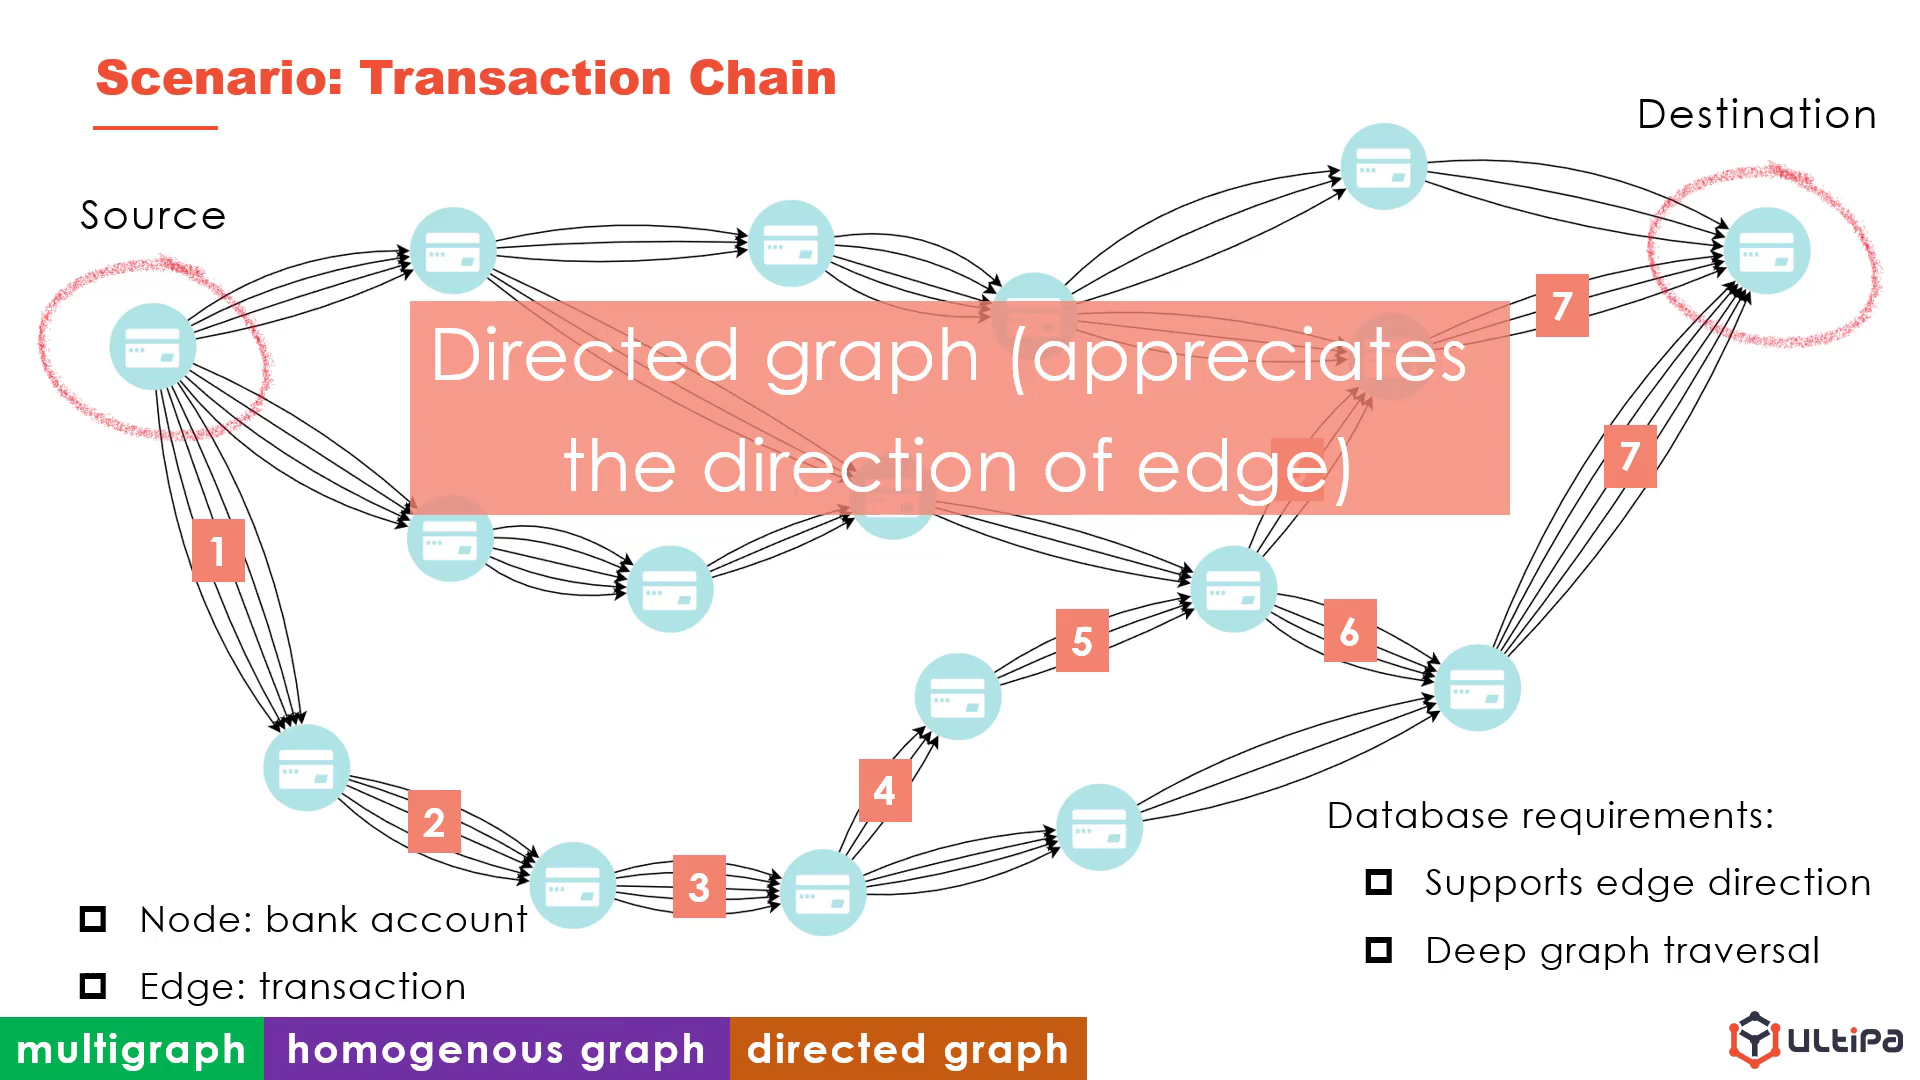 Scenario: Transaction Chain
Destination
Source
7
Directed graph (appreciates
the direction of edge)
7
1
5
6
4
2
3
Database requirements:
Supports edge direction
Deep graph traversal
Node: bank account
Edge: transaction
multigraph
homogenous graph
directed graph
ULTIPA